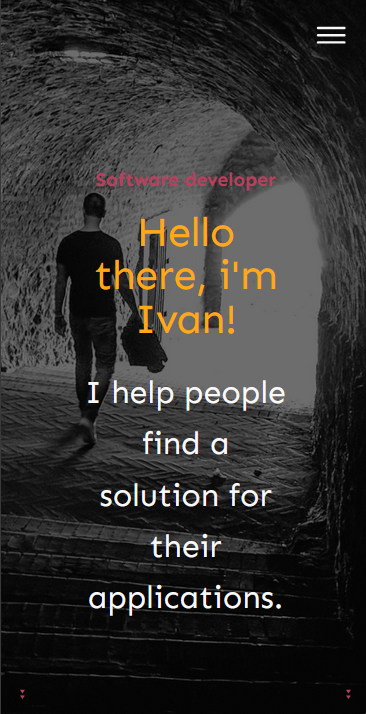 Software developer
Hello
there, i'm
Ivan!
I help people
find a
solution for
their
applications.